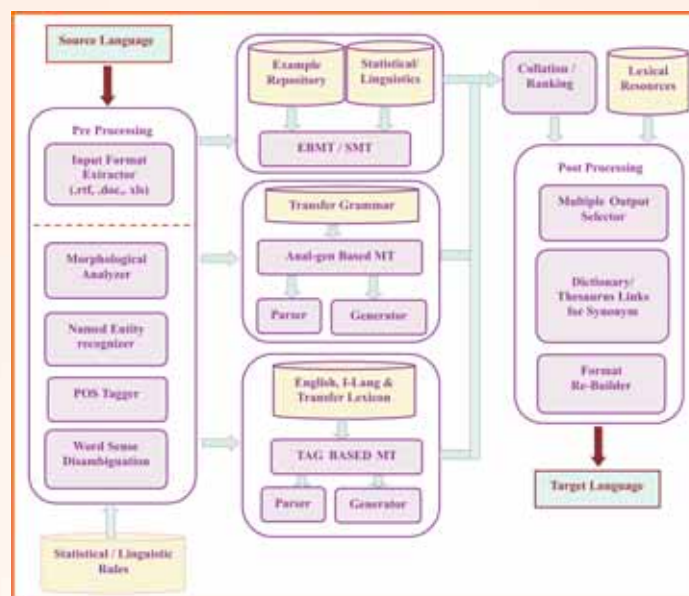 Source Language
Pre Processing
Input Format
Extractor
(.rtf, .doc,. xls)
Morphological
Analyzer
Named Entity
recognizer
POS Tagger
Word Sense
Disambiguation
Statistical / Linguistic
Rules
Example
Repository
Statistical/
Linguistics
EBMT / SMT
Transfer Grammar
Anal-gen Based MT
Parser
Generator
English, I-Lang &
Transfer Lexicon
TAG BASED MT
Parser
Generator
Collation /
Ranking
Lexical
Resources
Post Processing
Multiple Output
Selector
Dictionary/
Thesaurus Links
for Synonym
Format
Re-Builder
Target Language